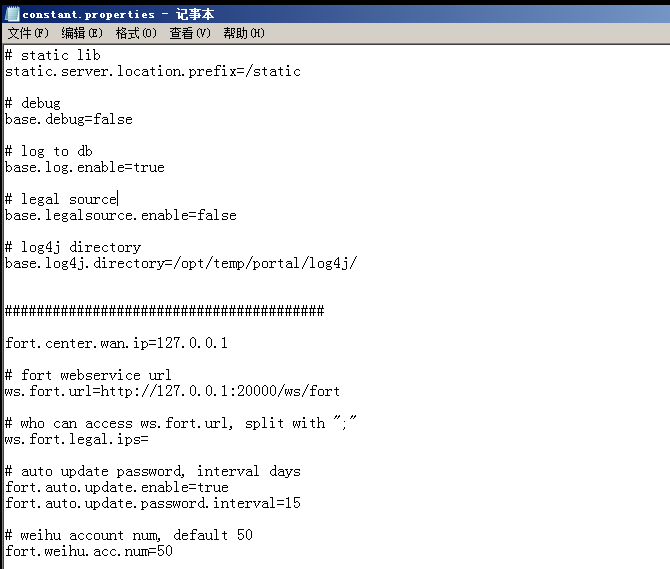 constant.properties - 记事本
文件(F) 编辑(E) 格式(O) 查看(V) 帮助(H)
# static lib
static.server.location.prefix=/static
# debug
base.debug=false
# log to db
base.log.enable=true
# legal source
base.legalsource.enable=false
# log4j directory
base.log4j.directory=/opt/temp/portal/log4j/
########################################
fort.center.wan.ip=127.0.0.1
# fort webservice url
ws.fort.url=http://127.0.0.1:20000/ws/fort
# who can access ws.fort.url, split with ";"
ws.fort.legal.ips=
# auto update password, interval days
fort.auto.update.enable=true
fort.auto.update.password.interval=15
# weihu account num, default 50
fort.weihu.acc.num=50